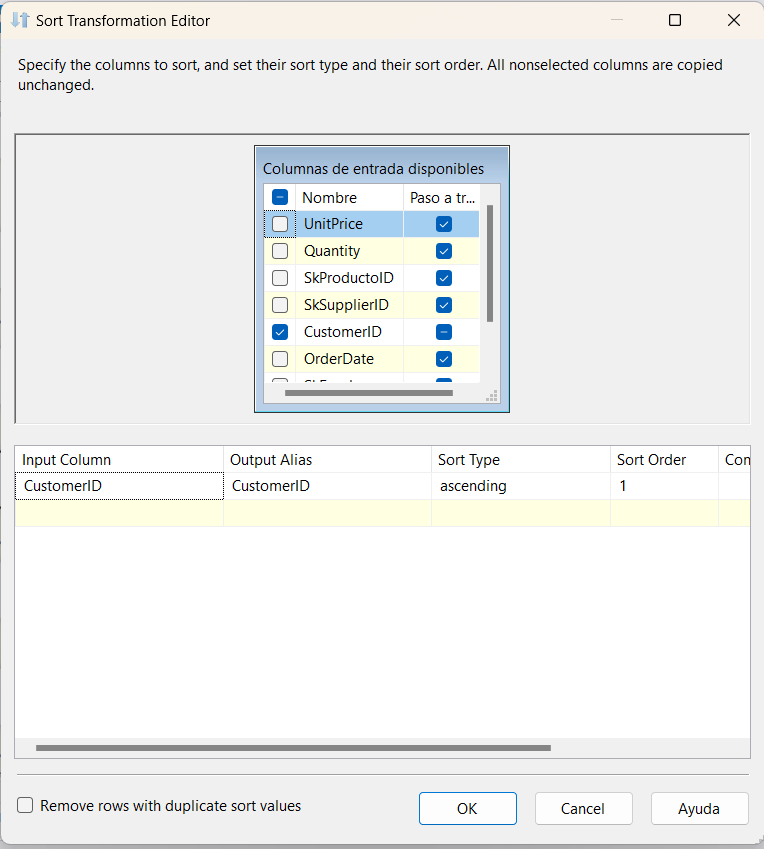 Sort Transformation Editor
Specify the columns to sort, and set their sort type and their sort order. All nonselected columns are copied
unchanged.
Columnas de entrada disponibles
Nombre Paso a tr...
UnitPrice
Quantity
SkProductoID
SkSupplierID
CustomerID
OrderDate
Input Column Output Alias Sort Type Sort Order
CustomerID CustomerID ascending 1
Remove rows with duplicate sort values
OK Cancel Ayuda